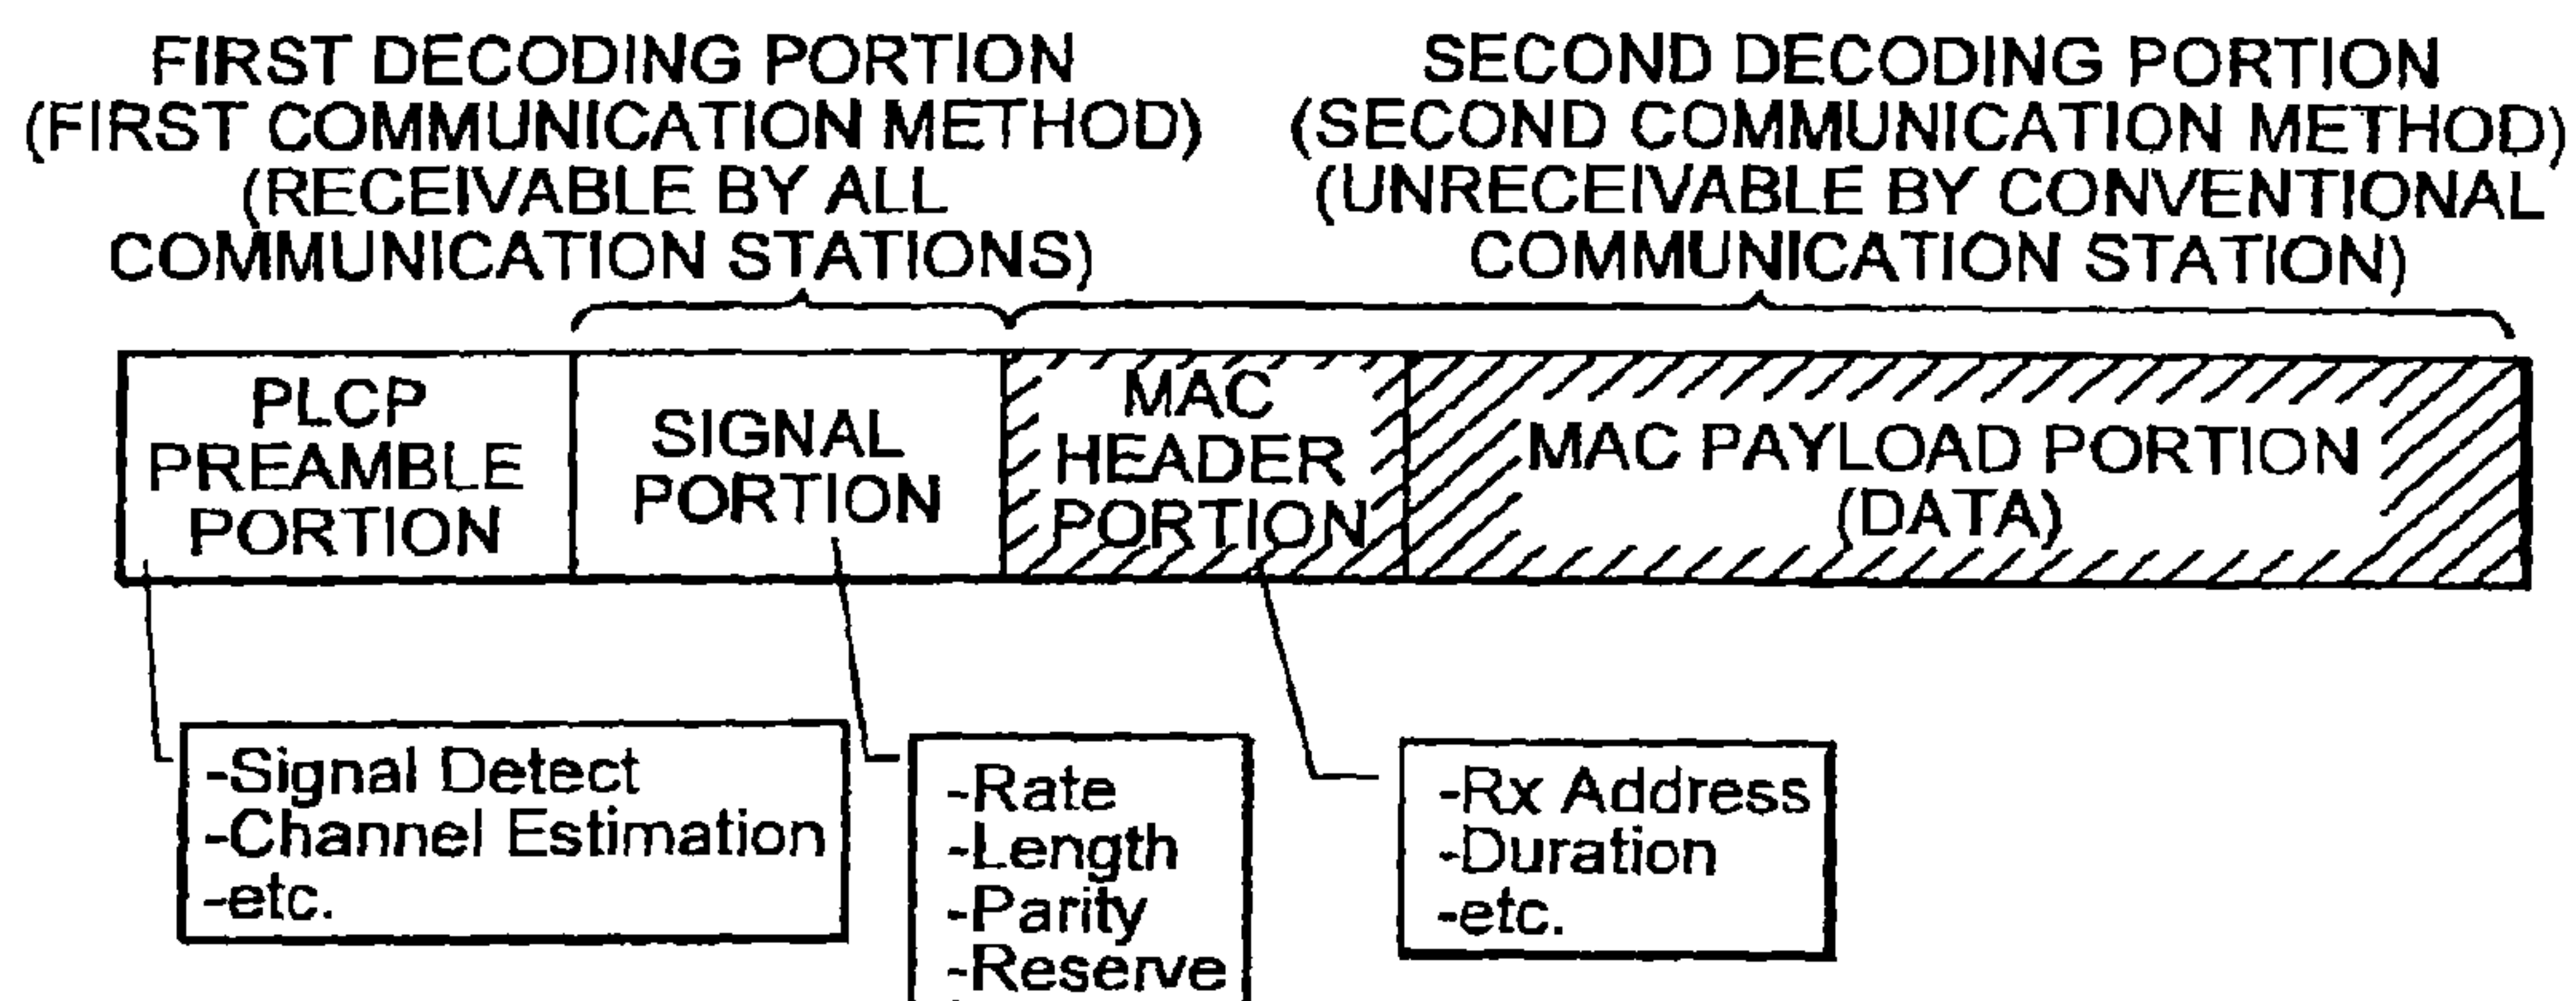 FIRST DECODING PORTION
(FIRST COMMUNICATION METHOD)
(RECEIVABLE BY ALL
COMMUNICATION STATIONS)
SECOND DECODING PORTION
(SECOND COMMUNICATION METHOD)
(UNRECEIVABLE BY CONVENTIONAL
COMMUNICATION STATION)
PLCP
PREAMBLE
PORTION
SIGNAL
PORTION
MAC
HEADER
PORTION
MAC PAYLOAD PORTION
(DATA)
-Signal Detect
-Channel Estimation
-etc.
-Rate
-Length
-Parity
-Reserve
-Rx Address
-Duration
-etc.